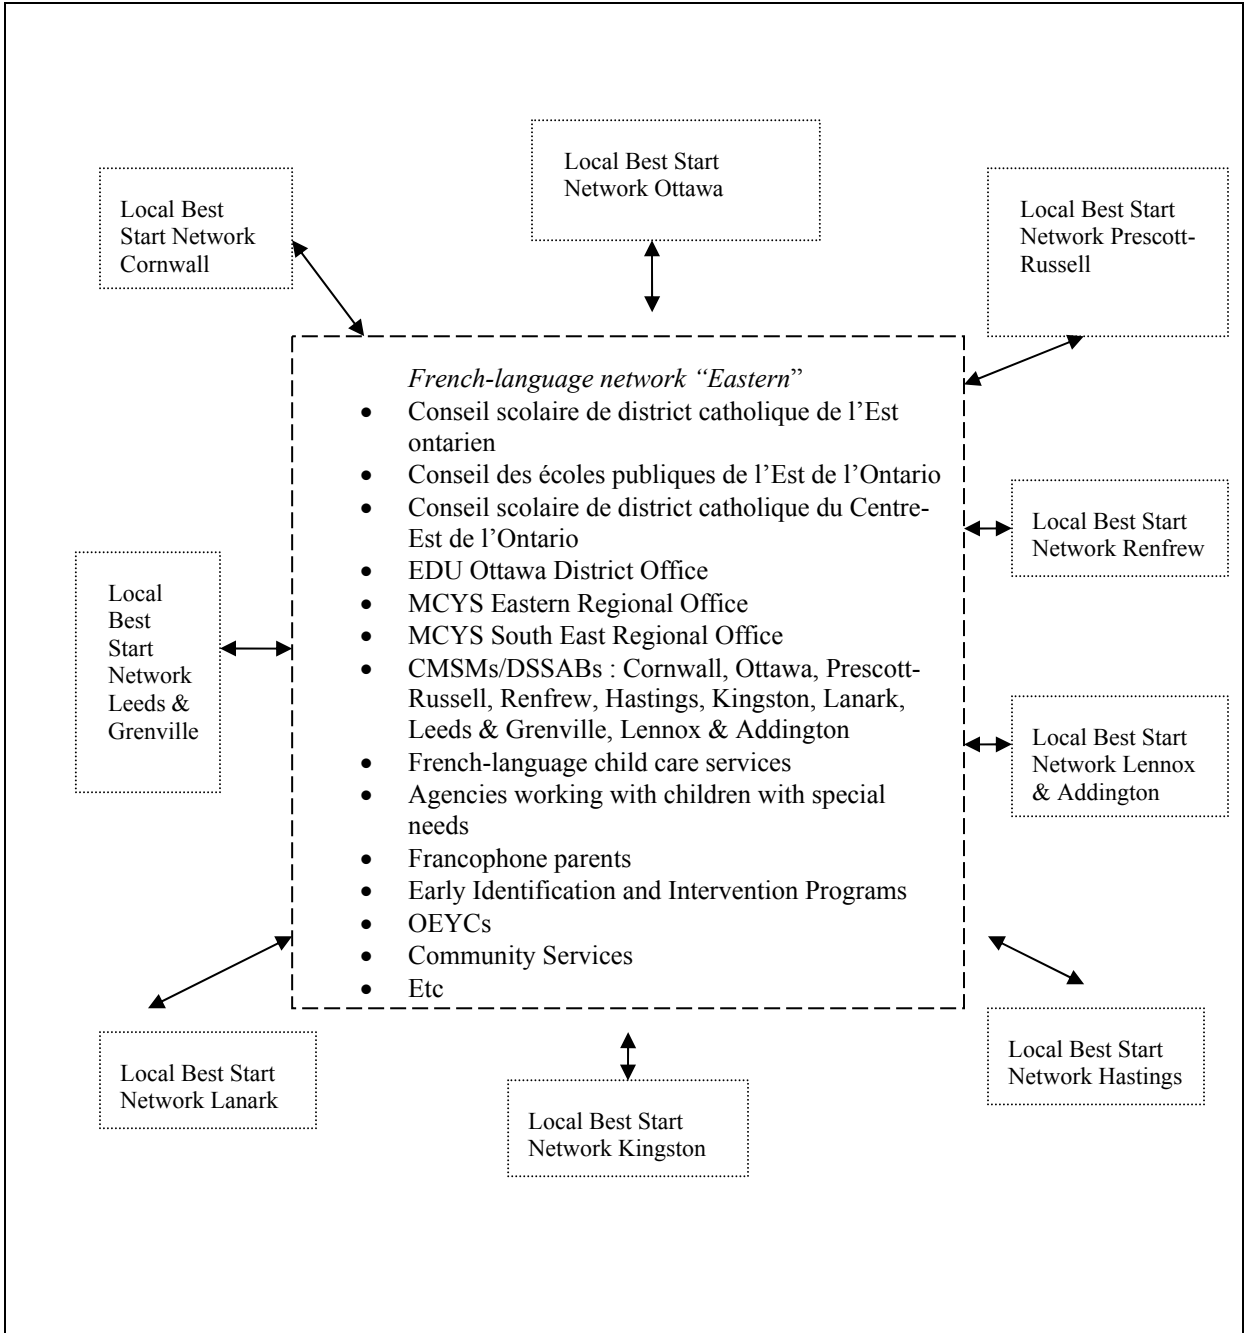 Local Best Start
Network Ottawa
Local Best
Start Network
Cornwall
Local Best Start
Network Prescott-
Russell
French-language network “Eastern”
• Conseil scolaire de district catholique de l’Est
ontarien
• Conseil des écoles publiques de l’Est de l’Ontario
• Conseil scolaire de district catholique du Centre-
Est de l’Ontario
• EDU Ottawa District Office
• MCYS Eastern Regional Office
• MCYS South East Regional Office
• CMSMs/DSSABs : Cornwall, Ottawa, Prescott-
Russell, Renfrew, Hastings, Kingston, Lanark,
Leeds & Grenville, Lennox & Addington
• French-language child care services
• Agencies working with children with special
needs
• Francophone parents
• Early Identification and Intervention Programs
• OEYCs
• Community Services
• Etc
Local Best Start
Network Renfrew
Local
Best
Start
Network
Leeds &
Grenville
Local Best Start
Network Lennox
& Addington
Local Best Start
Network Lanark
Local Best Start
Network Kingston
Local Best Start
Network Hastings